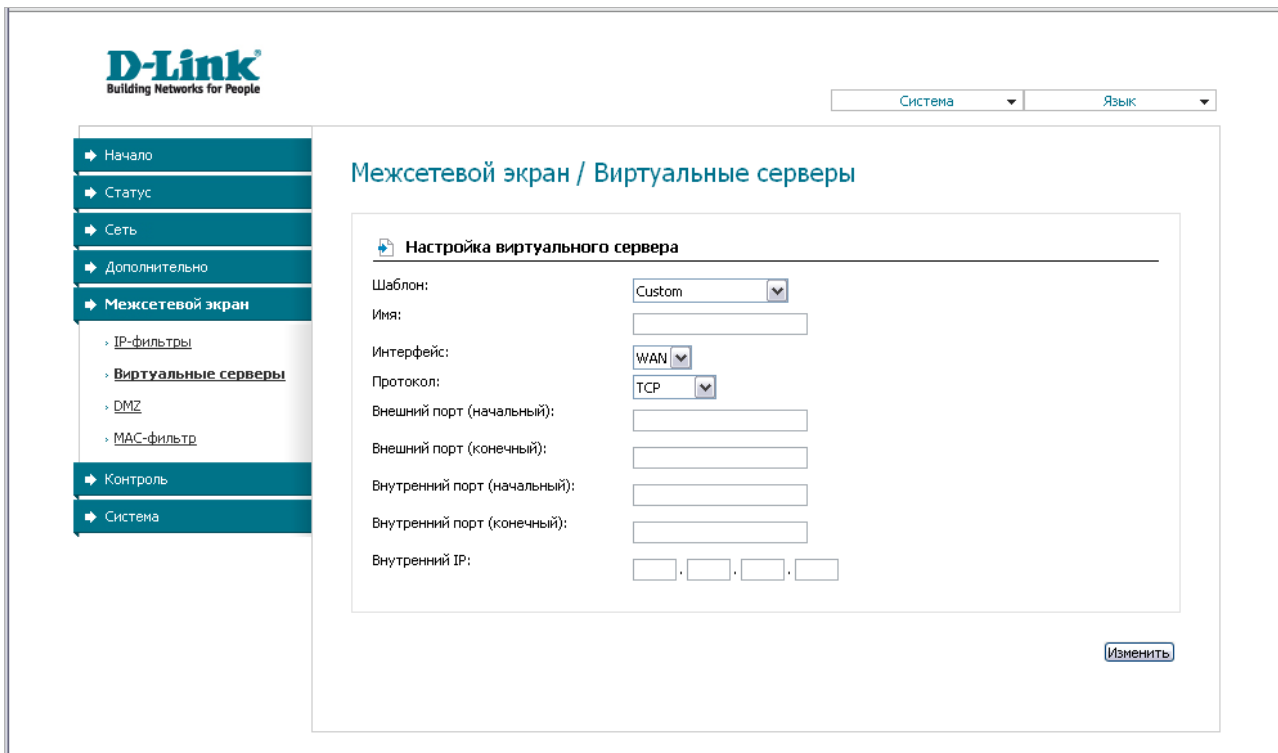 D-Link
Building Networks for People
Система
Язык
Начало
Статус
Сеть
Дополнительно
Межсетевой экран
IP-фильтры
Виртуальные серверы
DMZ
MAC-фильтр
Контроль
Система
Межсетевой экран / Виртуальные серверы
Настройка виртуального сервера
Шаблон:
Custom
Имя:
Интерфейс:
WAN
Протокол:
TCP
Внешний порт (начальный):
Внешний порт (конечный):
Внутренний порт (начальный):
Внутренний порт (конечный):
Внутренний IP:
Изменить